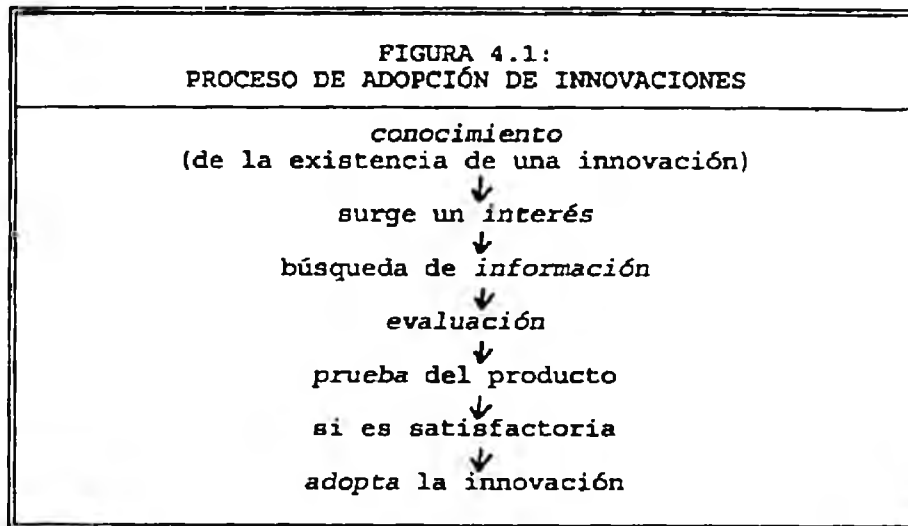 FIGURA 4.1:
PROCESO DE ADOPCIÓN DE INNOVACIONES
conocimiento
(de la existencia de una innovación)
surge un interés
búsqueda de información
evaluación
prueba del producto
si es satisfactoria
adopta la innovación